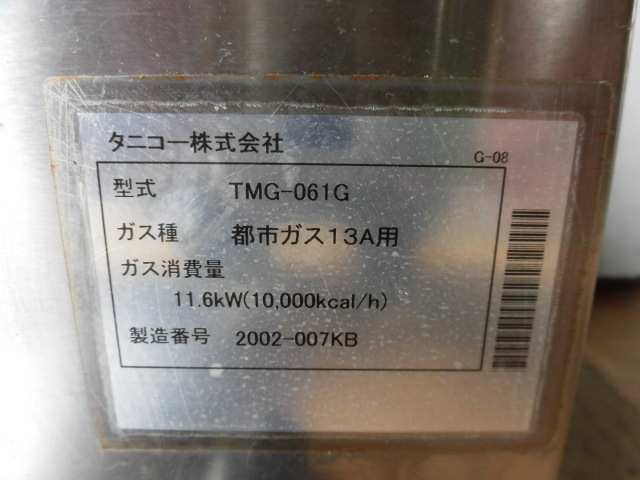 タニコー株式会社
G-08
型式 TMG-061G
ガス種 都市ガス13A用
ガス消費量
11.6kW(10,000kcal/h)
製造番号 2002-007KB